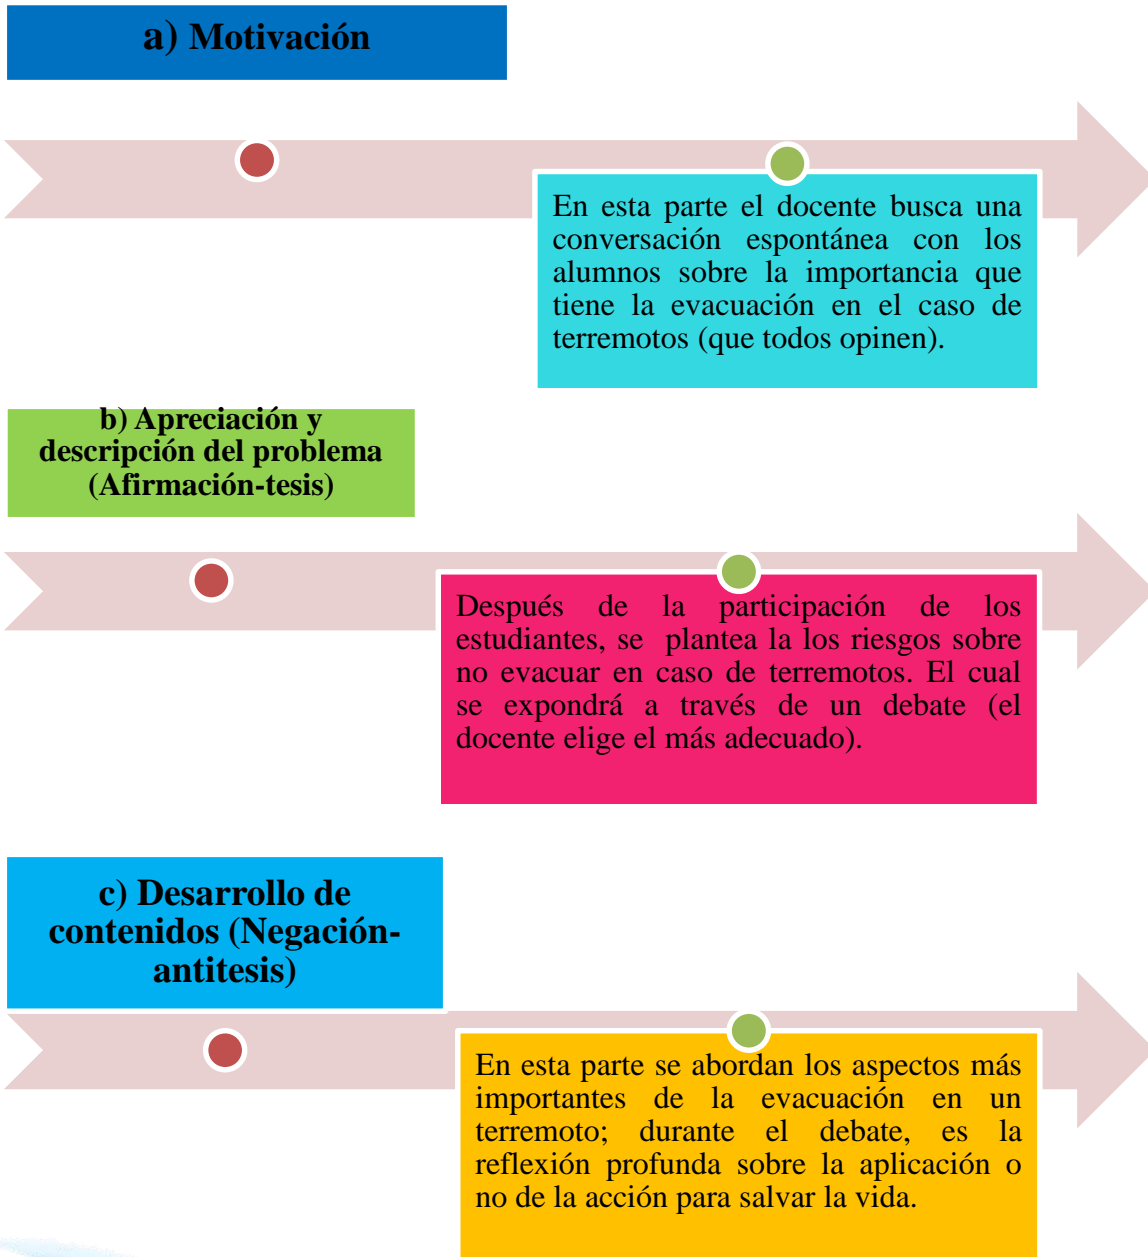 a) Motivación
En esta parte el docente busca una
conversación espontánea con los
alumnos sobre la importancia que
tiene la evacuación en el caso de
terremotos (que todos opinen).
b) Apreciación y
descripción del problema
(Afirmación-tesis)
Después de la participación de los
estudiantes, se plantea la los riesgos sobre
no evacuar en caso de terremotos. El cual
se expondrá a través de un debate (el
docente elige el más adecuado).
c) Desarrollo de
contenidos (Negación-
antitesis)
En esta parte se abordan los aspectos más
importantes de la evacuación en un
terremoto; durante el debate, es la
reflexión profunda sobre la aplicación o
no de la acción para salvar la vida.